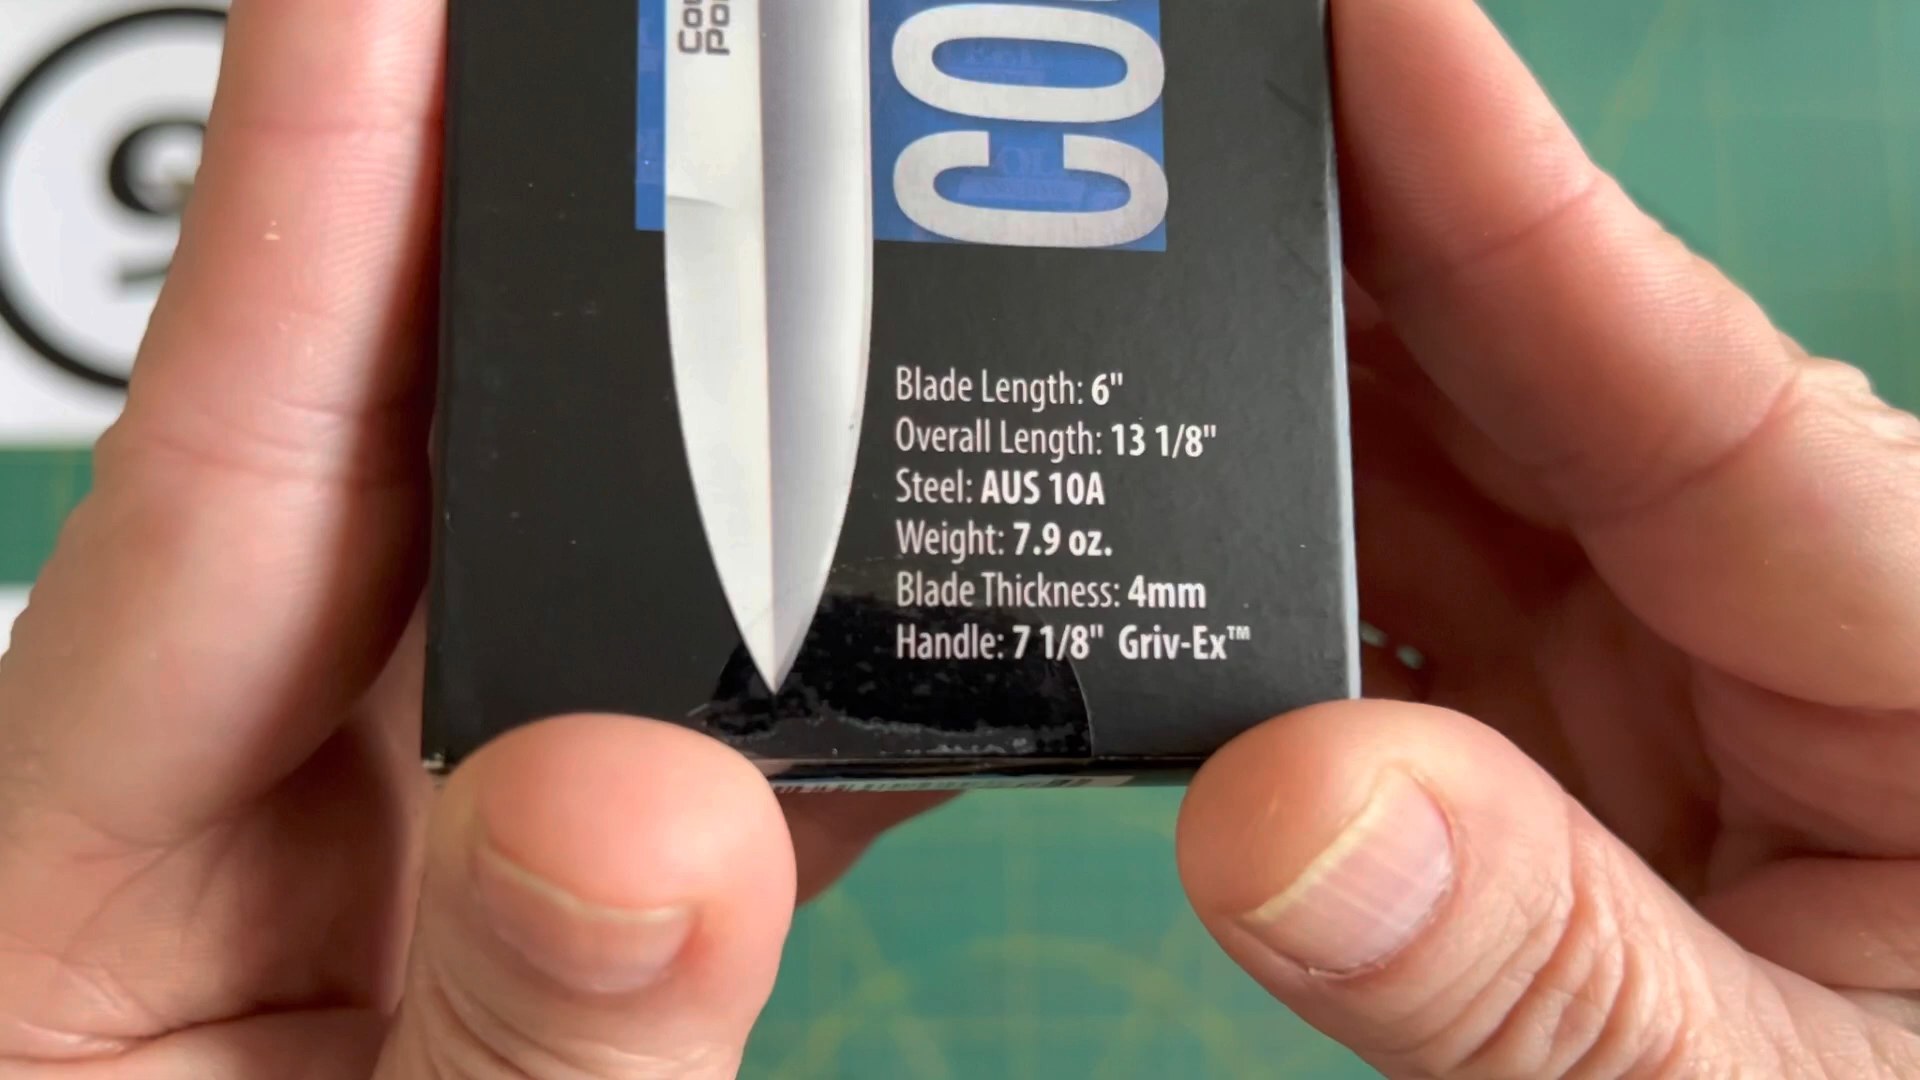 Blade Length: 6"
Overall Length: 13 1/8"
Steel: AUS 10A
Weight: 7.9 oz.
Blade Thickness: 4mm
Handle: 7 1/8" Griv-Ex™